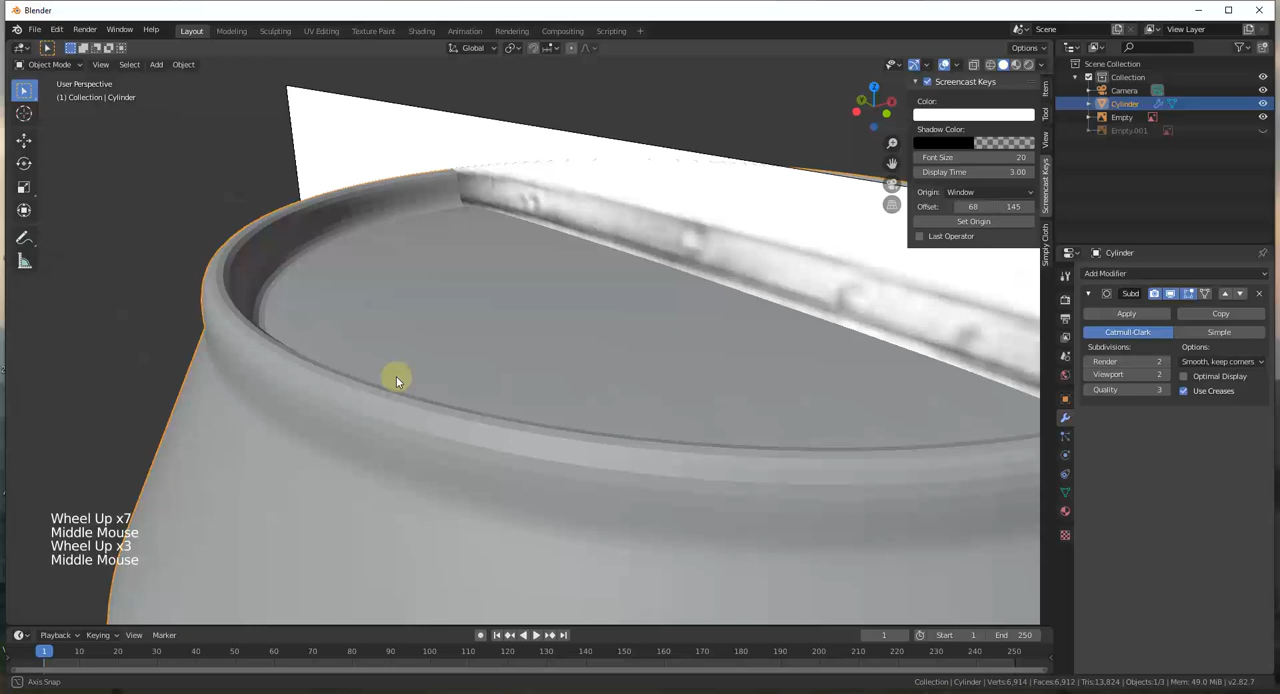 Blender
File Edit Render Window Help
Layout Modeling Sculpting UV Editing Texture Paint Shading Animation Rendering Compositing Scripting +
Scene
View Layer
Global
Options
Object Mode View Select Add Object
User Perspective
(1) Collection | Cylinder
Screencast Keys
Color:
Shadow Color:
Font Size 20
Display Time 3.00
Origin: Window
Offset: 68 145
Set Origin
Last Operator
Item
Tool
View
Screencast Keys
Simply Cloth
Scene Collection
Collection
Camera
Cylinder
Empty
Empty.001
Cylinder
Add Modifier
Subd
Apply Copy
Catmull-Clark Simple
Subdivisions: Options:
Render 2 Smooth, keep corners
Viewport 2 Optimal Display
Quality 3 Use Creases
Wheel Up x7
Middle Mouse
Wheel Up x3
Middle Mouse
Playback Keying View Marker
1 Start 1 End 250
1 10 20 30 40 50 60 70 80 90 100 110 120 130 140 150 160 170 180 190 200 210 220 230 240 250
Axis Snap
Collection | Cylinder | Verts:6,914 | Faces:6,912 | Tris:13,824 | Objects:1/3 | Mem: 49.0 MiB | v2.82.7